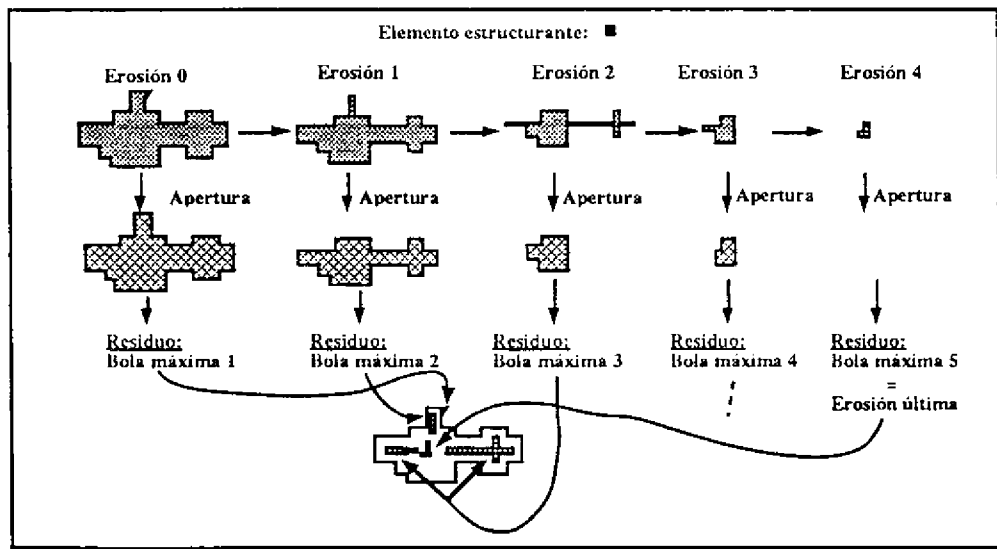 Elemento estructurante:
Erosión 0
Erosión 1
Erosión 2
Erosión 3
Erosión 4
Apertura
Apertura
Apertura
Apertura
Apertura
Residuo:
Bola máxima 1
Residuo:
Bola máxima 2
Residuo:
Bola máxima 3
Residuo:
Bola máxima 4
Residuo:
Bola máxima 5
=
Erosión última